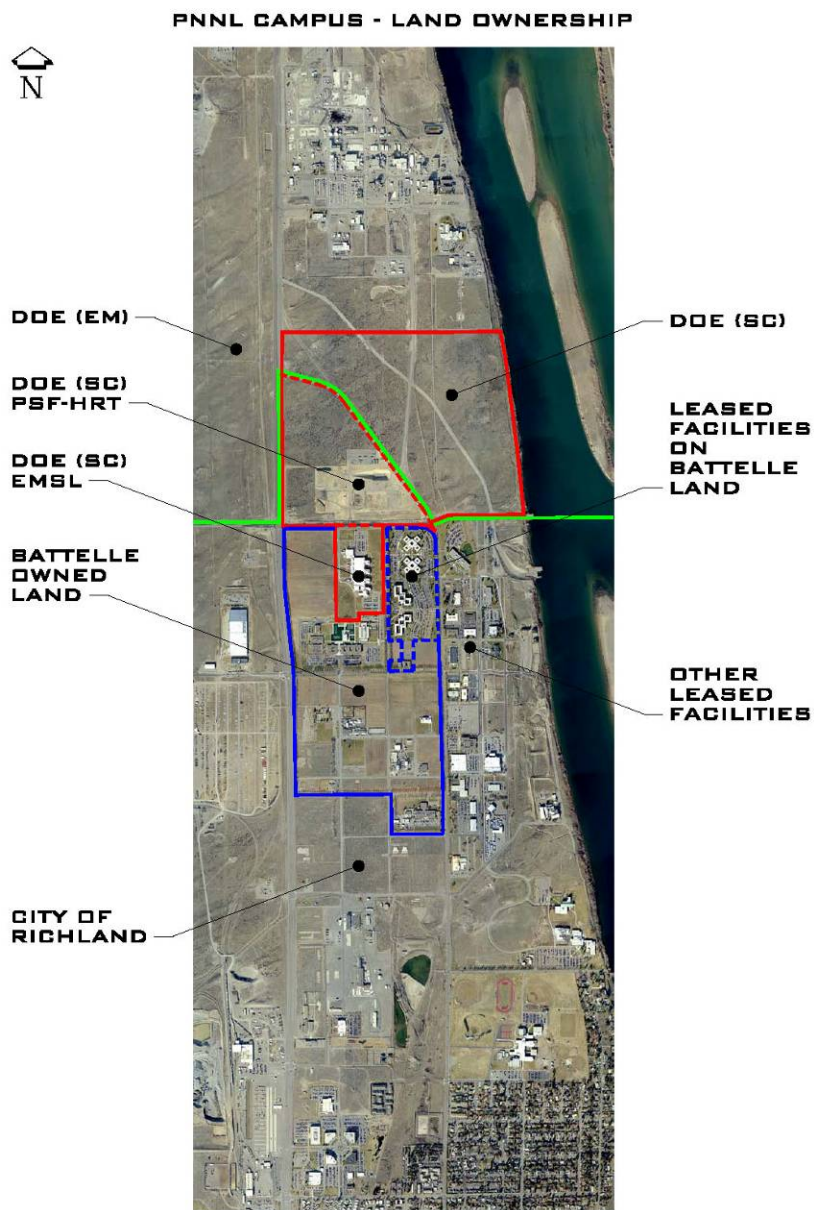 PNNL CAMPUS - LAND OWNERSHIP
N
DOE (EM)
DOE (SC)
PSF-HRT
DOE (SC)
EMSL
BATTELLE
OWNED
LAND
CITY OF
RICHLAND
DOE (SC)
LEASED
FACILITIES
ON
BATTELLE
LAND
OTHER
LEASED
FACILITIES